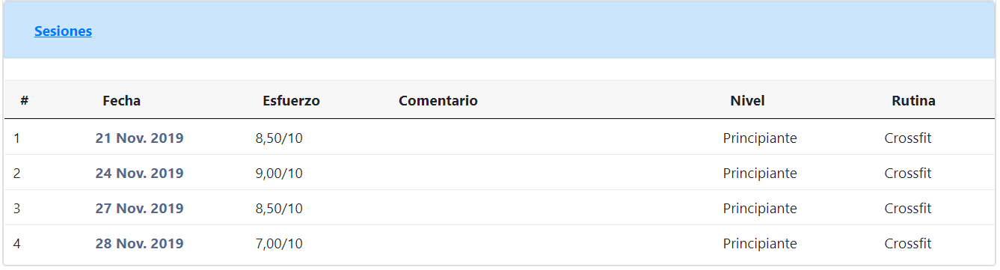 Sesiones
# Fecha Esfuerzo Comentario Nivel Rutina
1 21 Nov. 2019 8,50/10 Principiante Crossfit
2 24 Nov. 2019 9,00/10 Principiante Crossfit
3 27 Nov. 2019 8,50/10 Principiante Crossfit
4 28 Nov. 2019 7,00/10 Principiante Crossfit